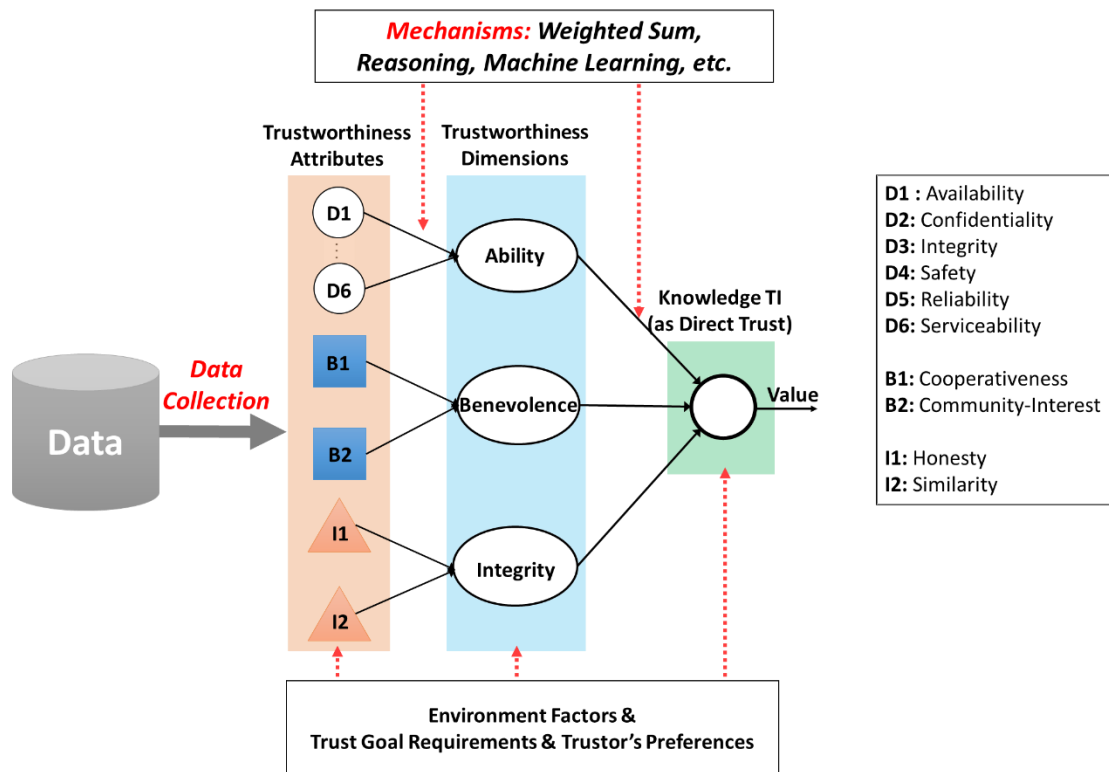 Mechanisms: Weighted Sum,
Reasoning, Machine Learning, etc.
Trustworthiness
Attributes
Trustworthiness
Dimensions
D1
D6
B1
B2
I1
I2
Ability
Benevolence
Integrity
Knowledge TI
(as Direct Trust)
Value
Data
Collection
Data
D1 : Availability
D2: Confidentiality
D3: Integrity
D4: Safety
D5: Reliability
D6: Serviceability
B1: Cooperativeness
B2: Community-Interest
I1: Honesty
I2: Similarity
Environment Factors &
Trust Goal Requirements & Trustor’s Preferences